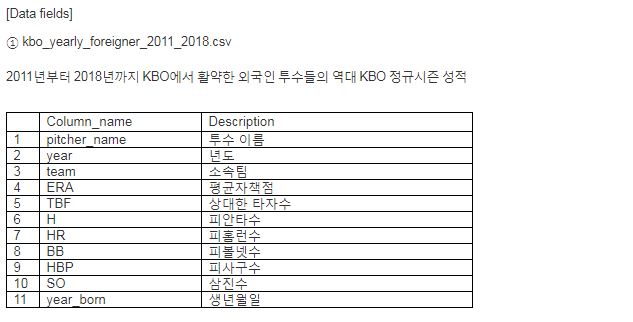 [Data fields]
① kbo_yearly_foreigner_2011_2018.csv
2011년부터 2018년까지 KBO에서 활약한 외국인 투수들의 역대 KBO 정규시즌 성적
Column_name Description
1 pitcher_name 투수 이름
2 year 년도
3 team 소속팀
4 ERA 평균자책점
5 TBF 상대한 타자수
6 H 피안타수
7 HR 피홈런수
8 BB 피볼넷수
9 HBP 피사구수
10 SO 삼진수
11 year_born 생년월일